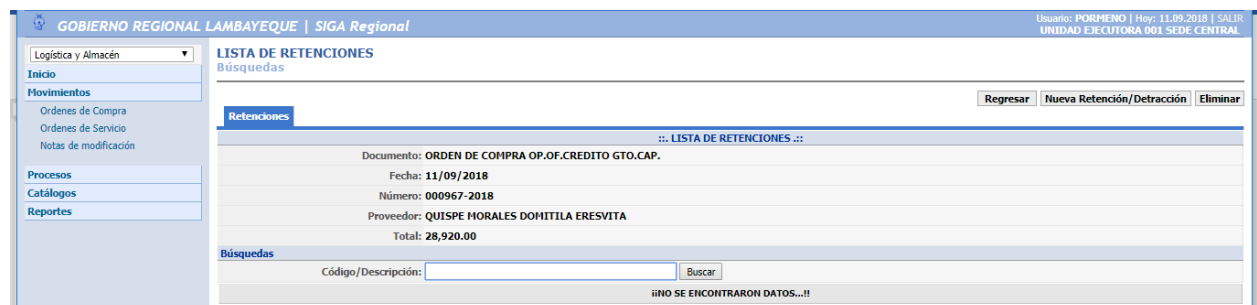 GOBIERNO REGIONAL LAMBAYEQUE | SIGA Regional
Usuario: PORMENO | Hoy: 11.09.2018 | SALIR
UNIDAD EJECUTORA 001 SEDE CENTRAL
Logística y Almacén
Inicio
Movimientos
Ordenes de Compra
Ordenes de Servicio
Notas de modificación
Procesos
Catálogos
Reportes
LISTA DE RETENCIONES
Búsquedas
Regresar Nueva Retención/Detracción Eliminar
Retenciones
::. LISTA DE RETENCIONES .::
Documento: ORDEN DE COMPRA OP.OF.CREDITO GTO.CAP.
Fecha: 11/09/2018
Número: 000967-2018
Proveedor: QUISPE MORALES DOMITILA ERESVITA
Total: 28,920.00
Búsquedas
Código/Descripción: Buscar
¡¡NO SE ENCONTRARON DATOS...!!